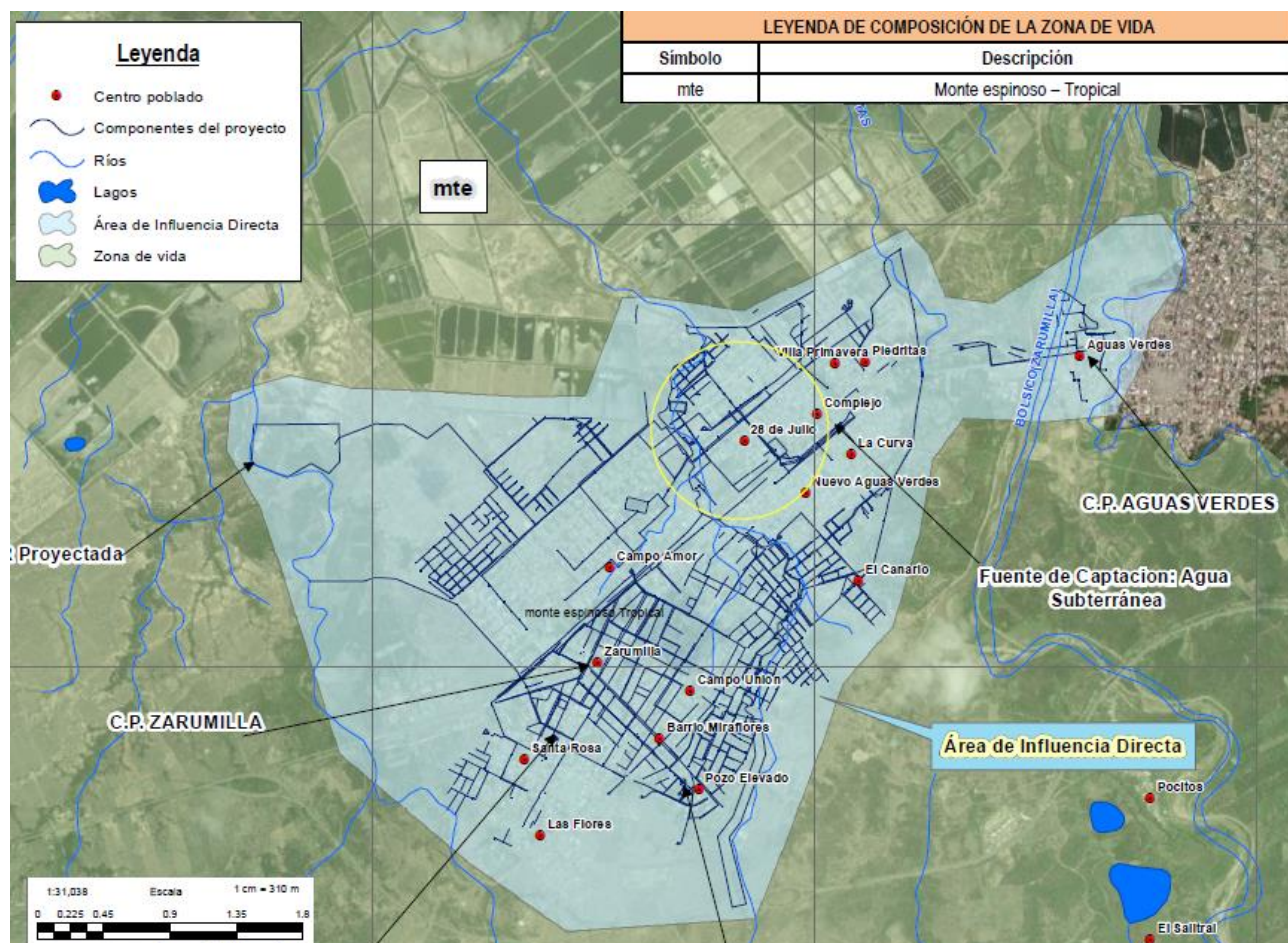 LEYENDA DE COMPOSICIÓN DE LA ZONA DE VIDA
Símbolo Descripción
mte Monte espinoso – Tropical
Leyenda
Centro poblado
Componentes del proyecto
Ríos
Lagos
Área de Influencia Directa
Zona de vida
mte
BOLSICO(ZARUMILLA)
Villa Primavera
Piedritas
Aguas Verdes
Complejo
28 de Julio
La Curva
Nuevo Aguas Verdes
C.P. AGUAS VERDES
R Proyectada
Campo Amor
El Canario
Fuente de Captacion: Agua
Subterránea
monte espinoso Tropical
Zarumilla
Campo Union
C.P. ZARUMILLA
Barrio Miraflores
Santa Rosa
Área de Influencia Directa
Pozo Elevado
Pocitos
Las Flores
1:31,038 Escala 1 cm = 310 m
0 0.225 0.45 0.9 1.35 1.8
El Salitral